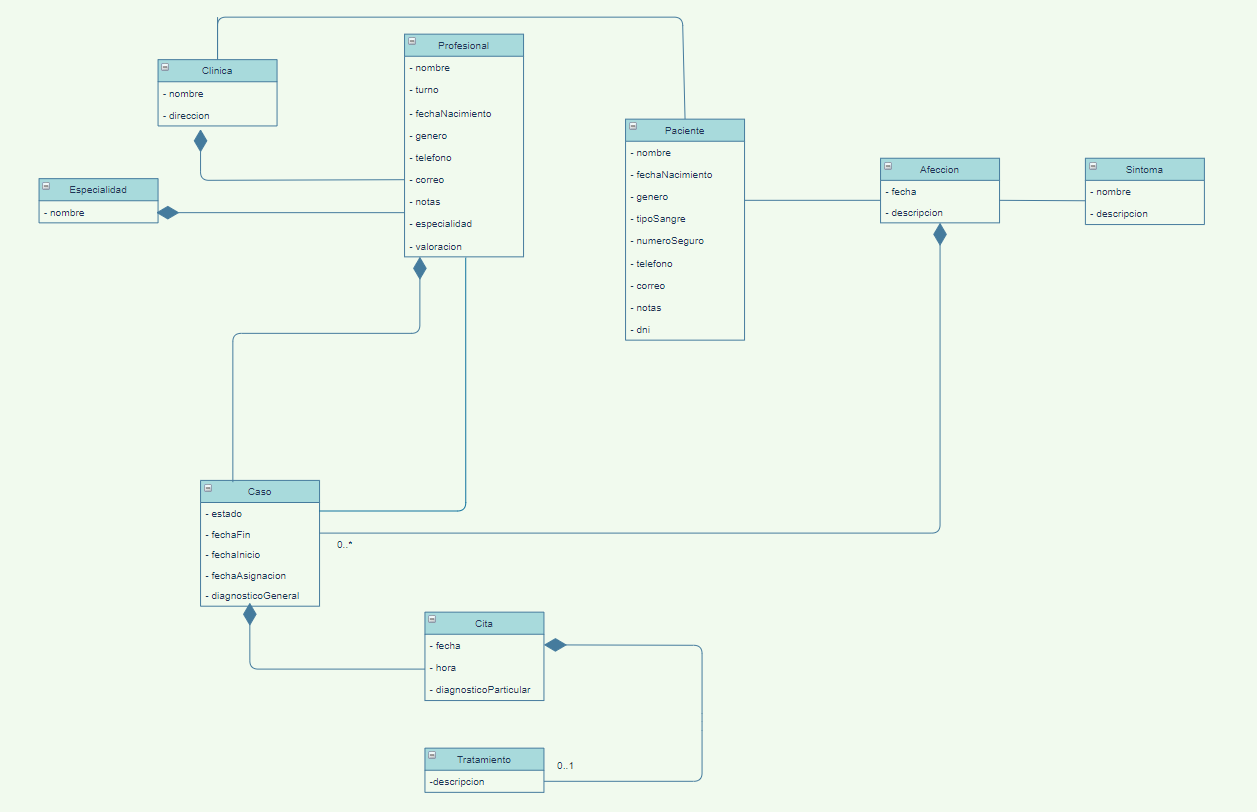 Clinica
- nombre
- direccion
Especialidad
- nombre
Profesional
- nombre
- turno
- fechaNacimiento
- genero
- telefono
- correo
- notas
- especialidad
- valoracion
Paciente
- nombre
- fechaNacimiento
- genero
- tipoSangre
- numeroSeguro
- telefono
- correo
- notas
- dni
Afeccion
- fecha
- descripcion
Sintoma
- nombre
- descripcion
Caso
- estado
- fechaFin
- fechaInicio
- fechaAsignacion
- diagnosticoGeneral
0..*
Cita
- fecha
- hora
- diagnosticoParticular
Tratamiento
-descripcion
0..1